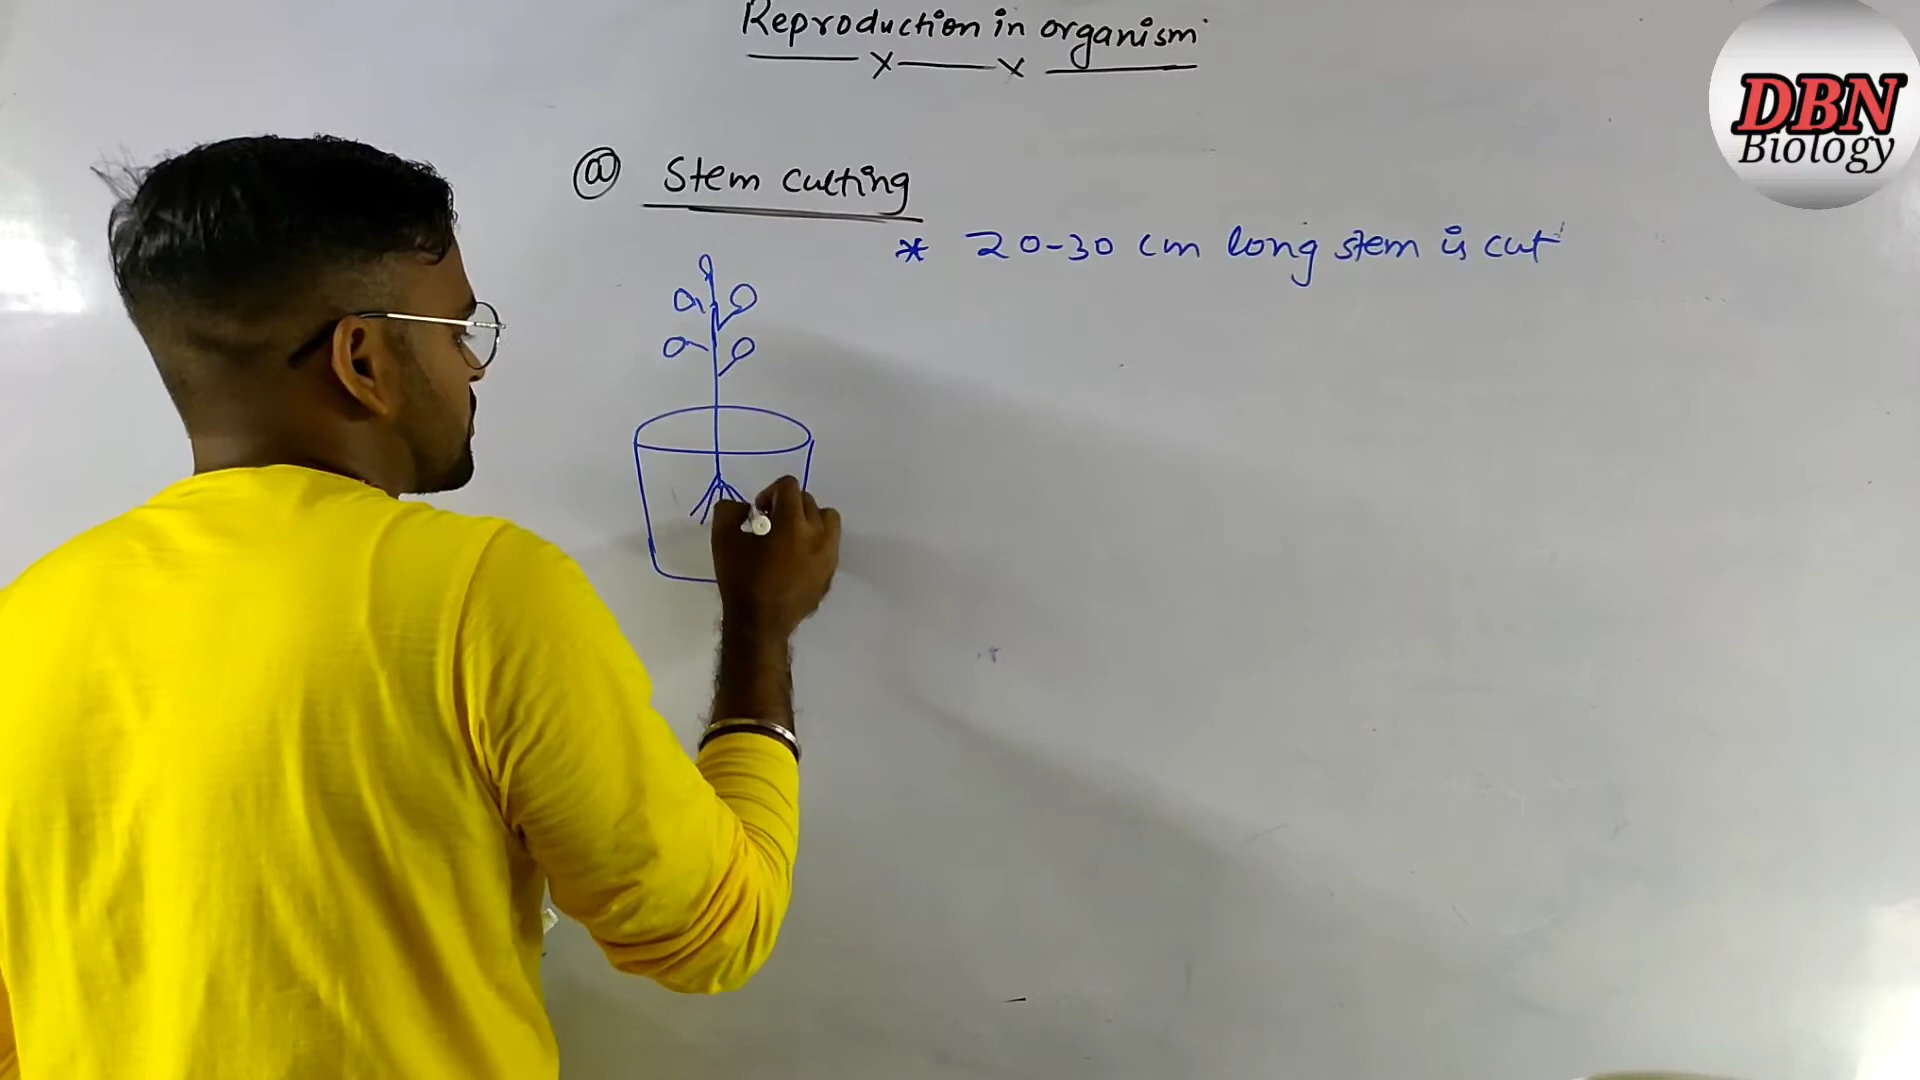 Reproduction in organism
DBN
Biology
ⓐ Stem cutting
* 20-30 cm long stem is cut